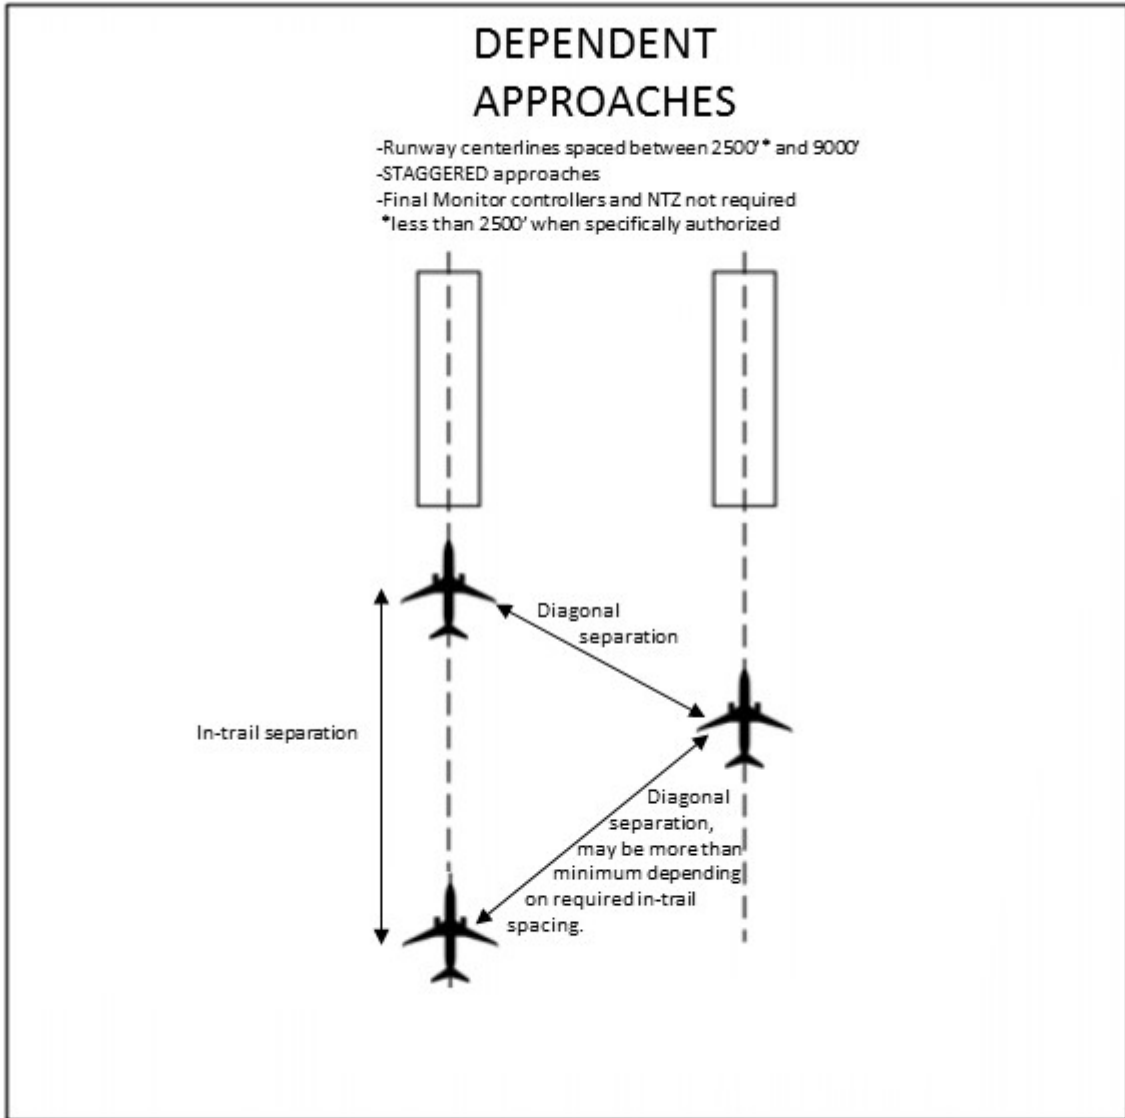 DEPENDENT
APPROACHES
-Runway centerlines spaced between 2500'* and 9000'
-STAGGERED approaches
-Final Monitor controllers and NTZ not required
*less than 2500' when specifically authorized
Diagonal
separation
In-trail separation
Diagonal
separation,
may be more than
minimum depending
on required in-trail
spacing.